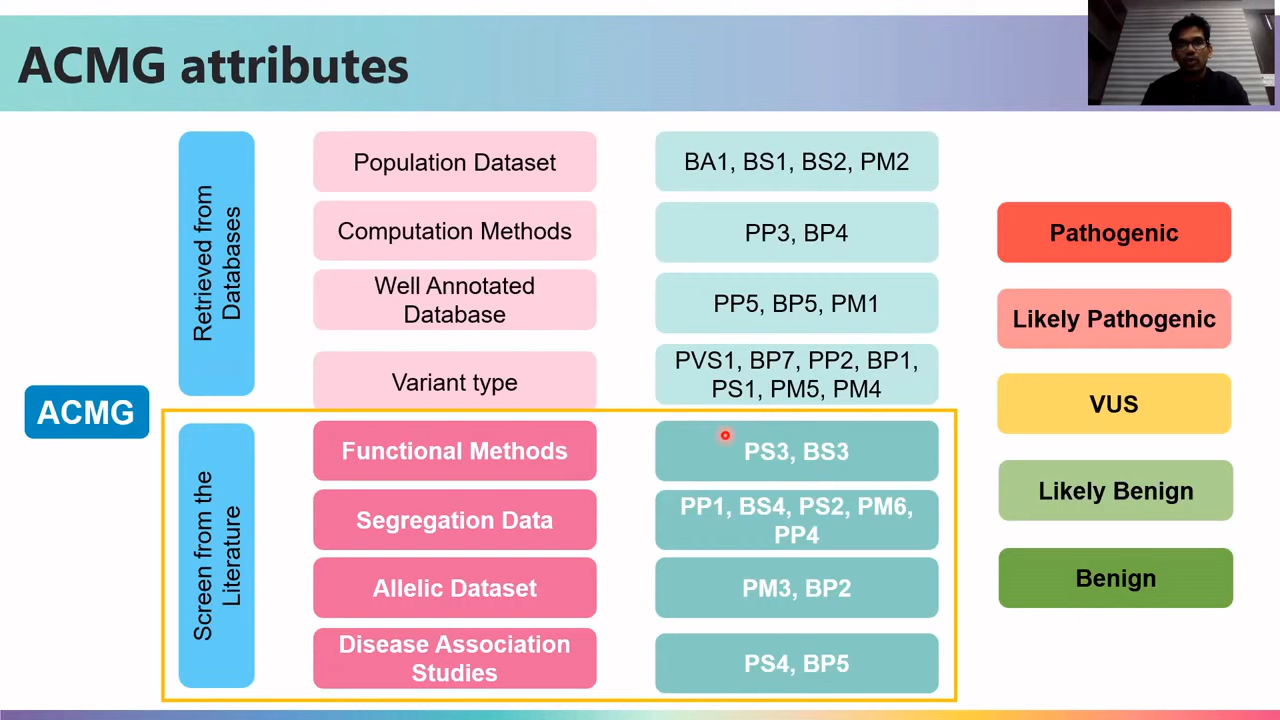 ACMG attributes
ACMG
Retrieved from
Databases
Population Dataset
BA1, BS1, BS2, PM2
Computation Methods
PP3, BP4
Well Annotated
Database
PP5, BP5, PM1
Variant type
PVS1, BP7, PP2, BP1,
PS1, PM5, PM4
Screen from the
Literature
Functional Methods
PS3, BS3
Segregation Data
PP1, BS4, PS2, PM6,
PP4
Allelic Dataset
PM3, BP2
Disease Association
Studies
PS4, BP5
Pathogenic
Likely Pathogenic
VUS
Likely Benign
Benign